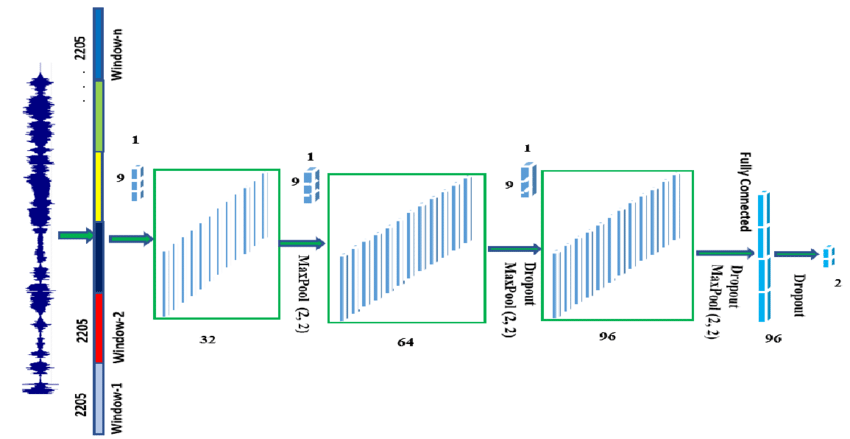 2205
Window-n
. . .
2205
Window-2
2205
Window-1
1
9
32
MaxPool (2, 2)
1
9
64
Dropout
MaxPool (2, 2)
1
9
96
Dropout
MaxPool (2, 2)
Fully Connected
96
Dropout
2